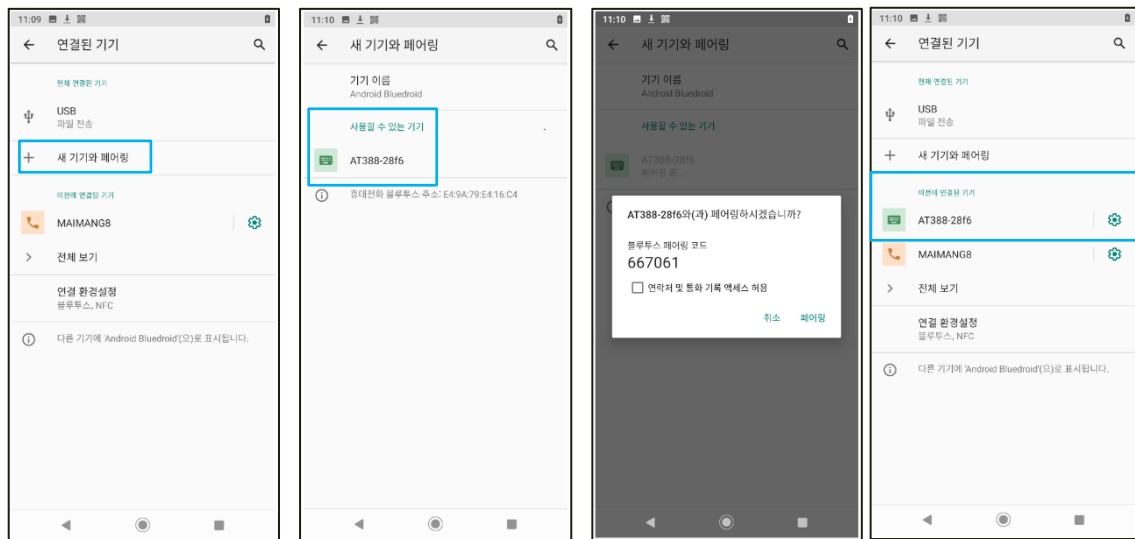 11:09
연결된 기기
현재 연결된 기기
USB
파일 전송
새 기기와 페어링
이전에 연결된 기기
MAIMANG8
전체 보기
연결 환경설정
블루투스, NFC
다른 기기에 'Android Bluedroid'(으)로 표시됩니다.
11:10
새 기기와 페어링
기기 이름
Android Bluedroid
사용할 수 있는 기기
AT388-28f6
휴대전화 블루투스 주소: E4:9A:79:E4:16:C4
11:10
새 기기와 페어링
기기 이름
Android Bluedroid
사용할 수 있는 기기
AT388-28f6
페어링 중...
AT388-28f6와(과) 페어링하시겠습니까?
블루투스 페어링 코드
667061
연락처 및 통화 기록 액세스 허용
취소 페어링
11:10
연결된 기기
현재 연결된 기기
USB
파일 전송
새 기기와 페어링
이전에 연결된 기기
AT388-28f6
MAIMANG8
전체 보기
연결 환경설정
블루투스, NFC
다른 기기에 'Android Bluedroid'(으)로 표시됩니다.